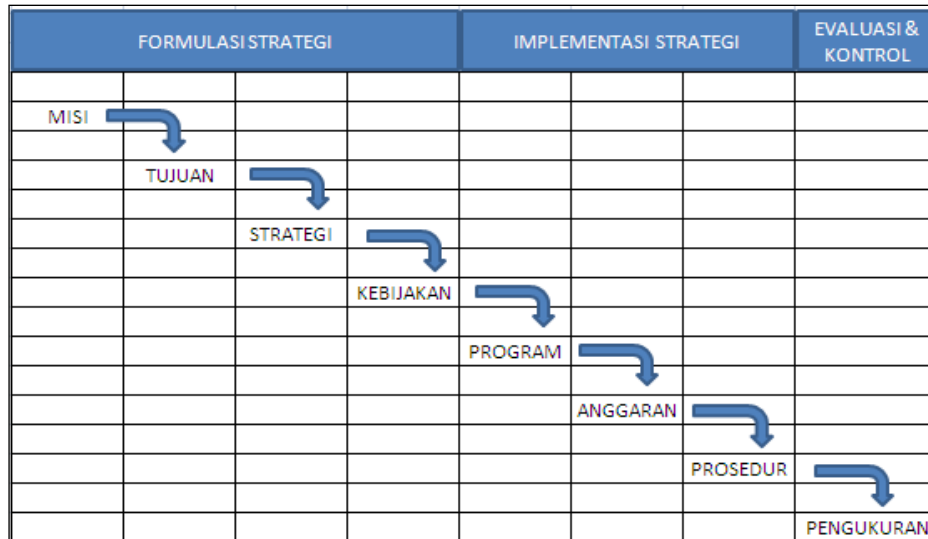 FORMULASI STRATEGI
IMPLEMENTASI STRATEGI
EVALUASI &
KONTROL
MISI
TUJUAN
STRATEGI
KEBIJAKAN
PROGRAM
ANGGARAN
PROSEDUR
PENGUKURAN